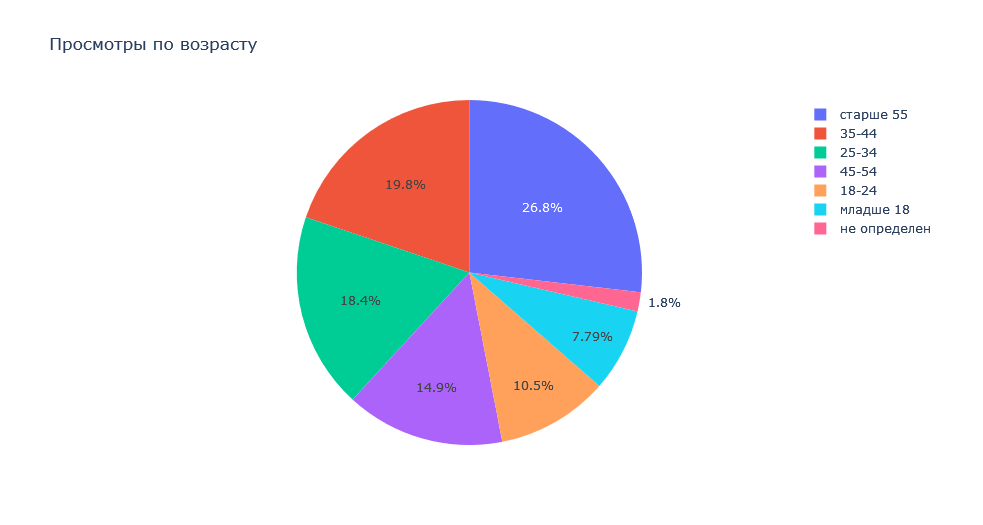 Просмотры по возрасту
19.8%
26.8%
18.4%
14.9%
10.5%
7.79%
1.8%
старше 55
35-44
25-34
45-54
18-24
младше 18
не определен